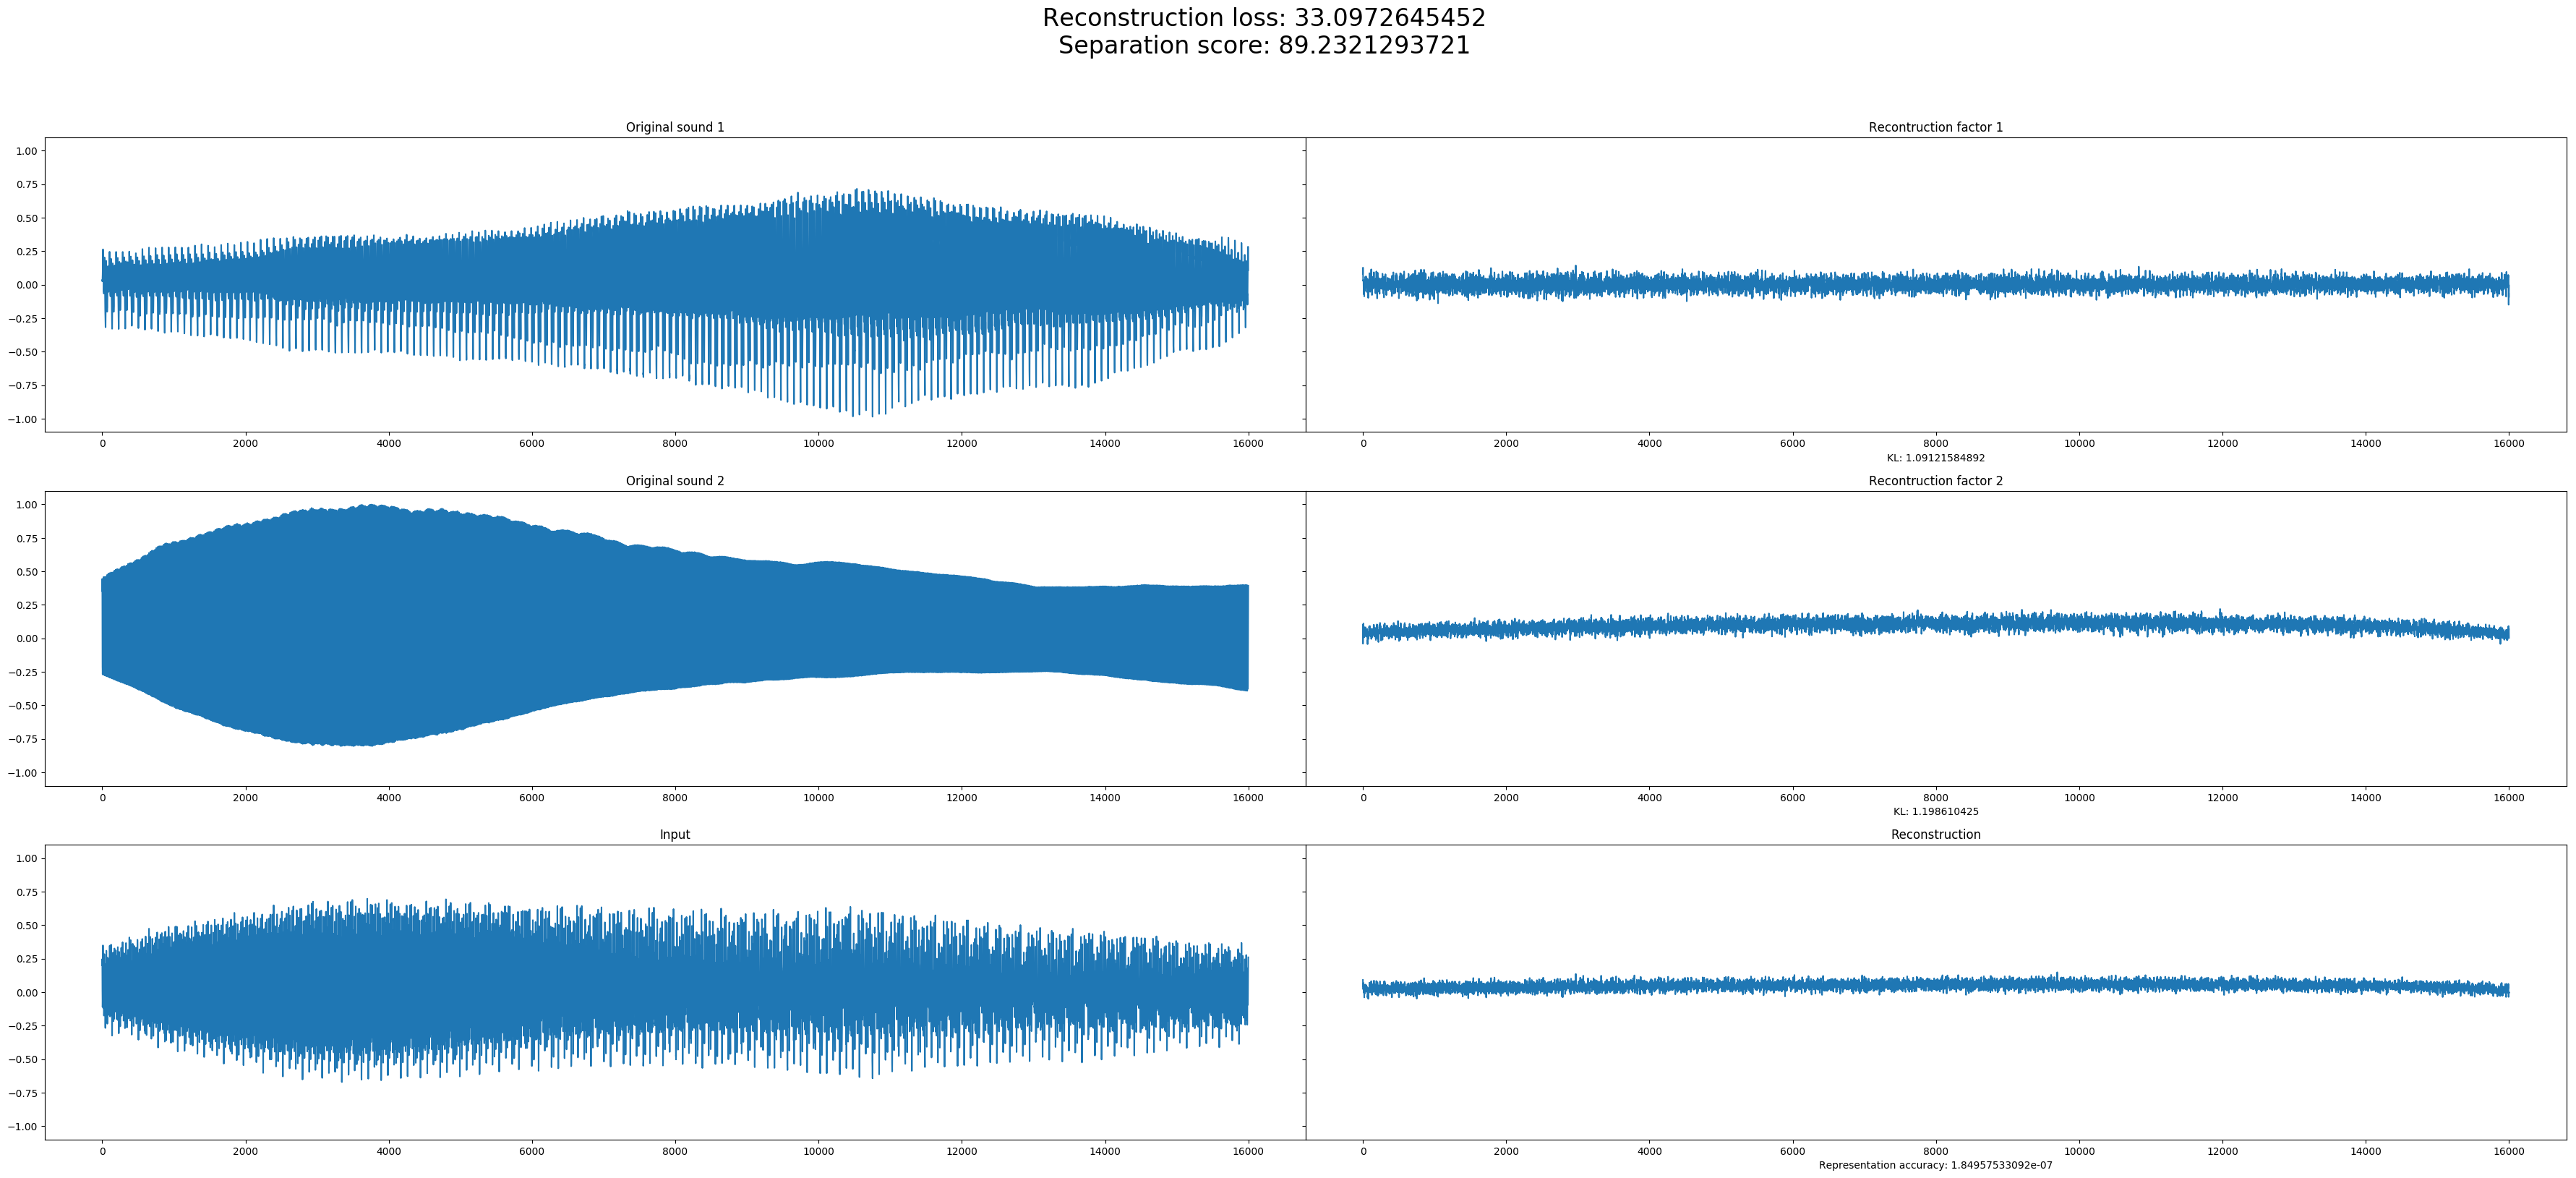 Reconstruction loss: 33.0972645452
Separation score: 89.2321293721
Original sound 1
Recontruction factor 1
1.00
0.75
0.50
0.25
0.00
−0.25
−0.50
−0.75
−1.00
0 2000 4000 6000 8000 10000 12000 14000 16000
0 2000 4000 6000 8000 10000 12000 14000 16000
KL: 1.09121584892
Original sound 2
Recontruction factor 2
1.00
0.75
0.50
0.25
0.00
−0.25
−0.50
−0.75
−1.00
0 2000 4000 6000 8000 10000 12000 14000 16000
0 2000 4000 6000 8000 10000 12000 14000 16000
KL: 1.198610425
Input
Reconstruction
1.00
0.75
0.50
0.25
0.00
−0.25
−0.50
−0.75
−1.00
0 2000 4000 6000 8000 10000 12000 14000 16000
0 2000 4000 6000 8000 10000 12000 14000 16000
Representation accuracy: 1.84957533092e-07